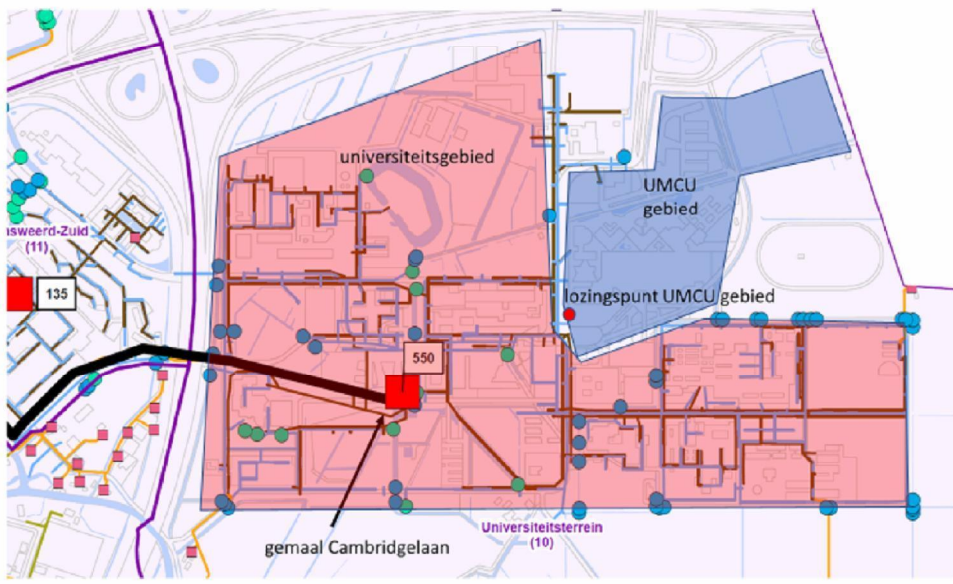 universiteitsgebied
UMCU
gebied
asweerd-Zuid
(11)
135
lozingspunt UMCU gebied
550
Universiteitsterrein
(10)
gemaal Cambridgelaan